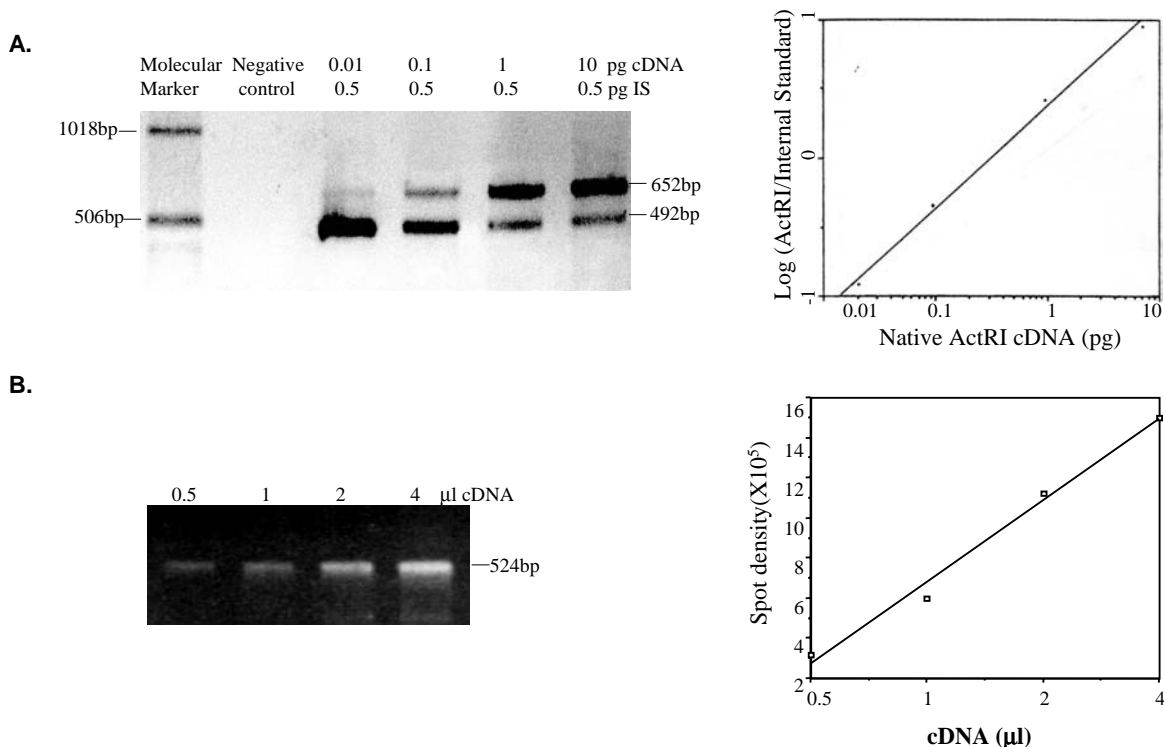 A.
Molecular Negative 0.01 0.1 1 10 pg cDNA
Marker control 0.5 0.5 0.5 0.5 pg IS
1018bp
506bp
652bp
492bp
Log (ActRI/Internal Standard)
1
0
-1
0.01 0.1 1 10
Native ActRI cDNA (pg)
B.
0.5 1 2 4 µl cDNA
524bp
Spot density(X10⁵)
16
14
12
10
8
6
4
2
0.5 1 2 4
cDNA (µl)